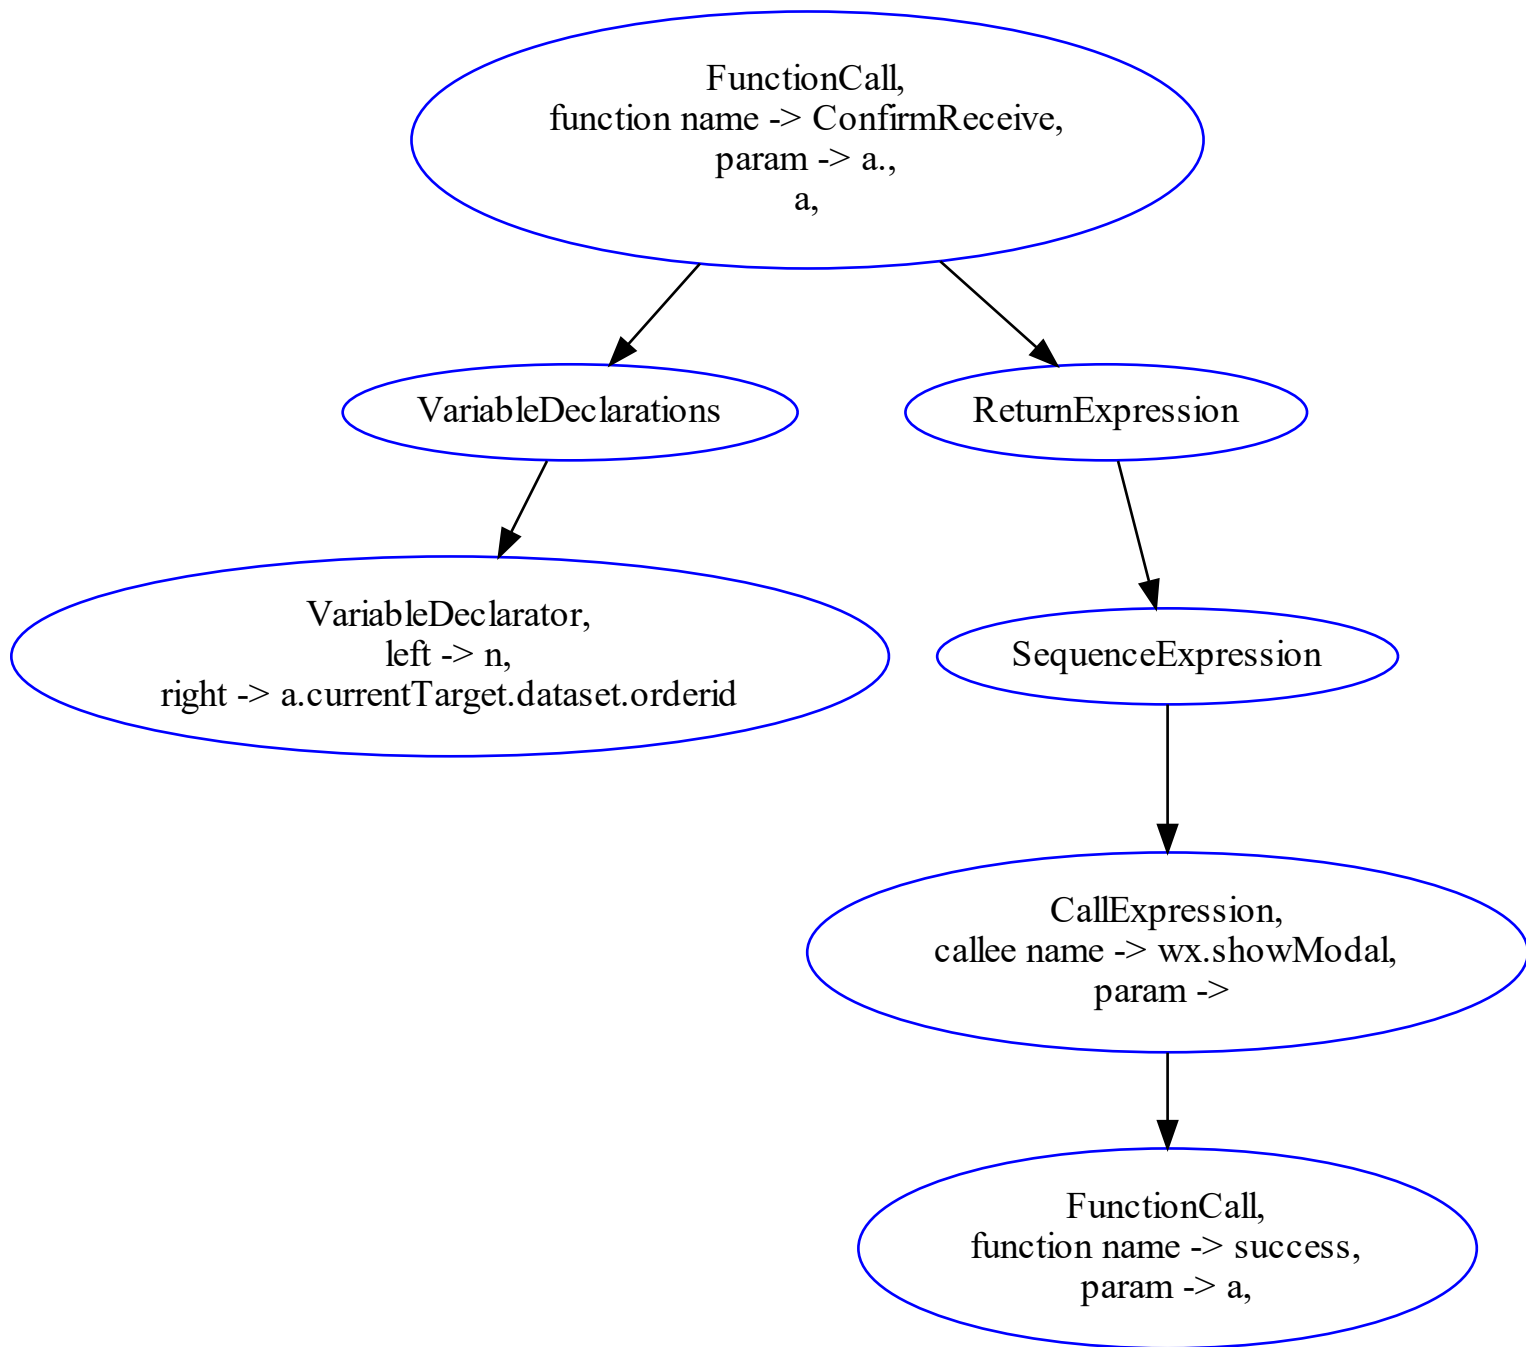 FunctionCall,
function name -> ConfirmReceive,
param -> a.,
a,
VariableDeclarations
ReturnExpression
VariableDeclarator,
left -> n,
right -> a.currentTarget.dataset.orderid
SequenceExpression
CallExpression,
callee name -> wx.showModal,
param ->
FunctionCall,
function name -> success,
param -> a,